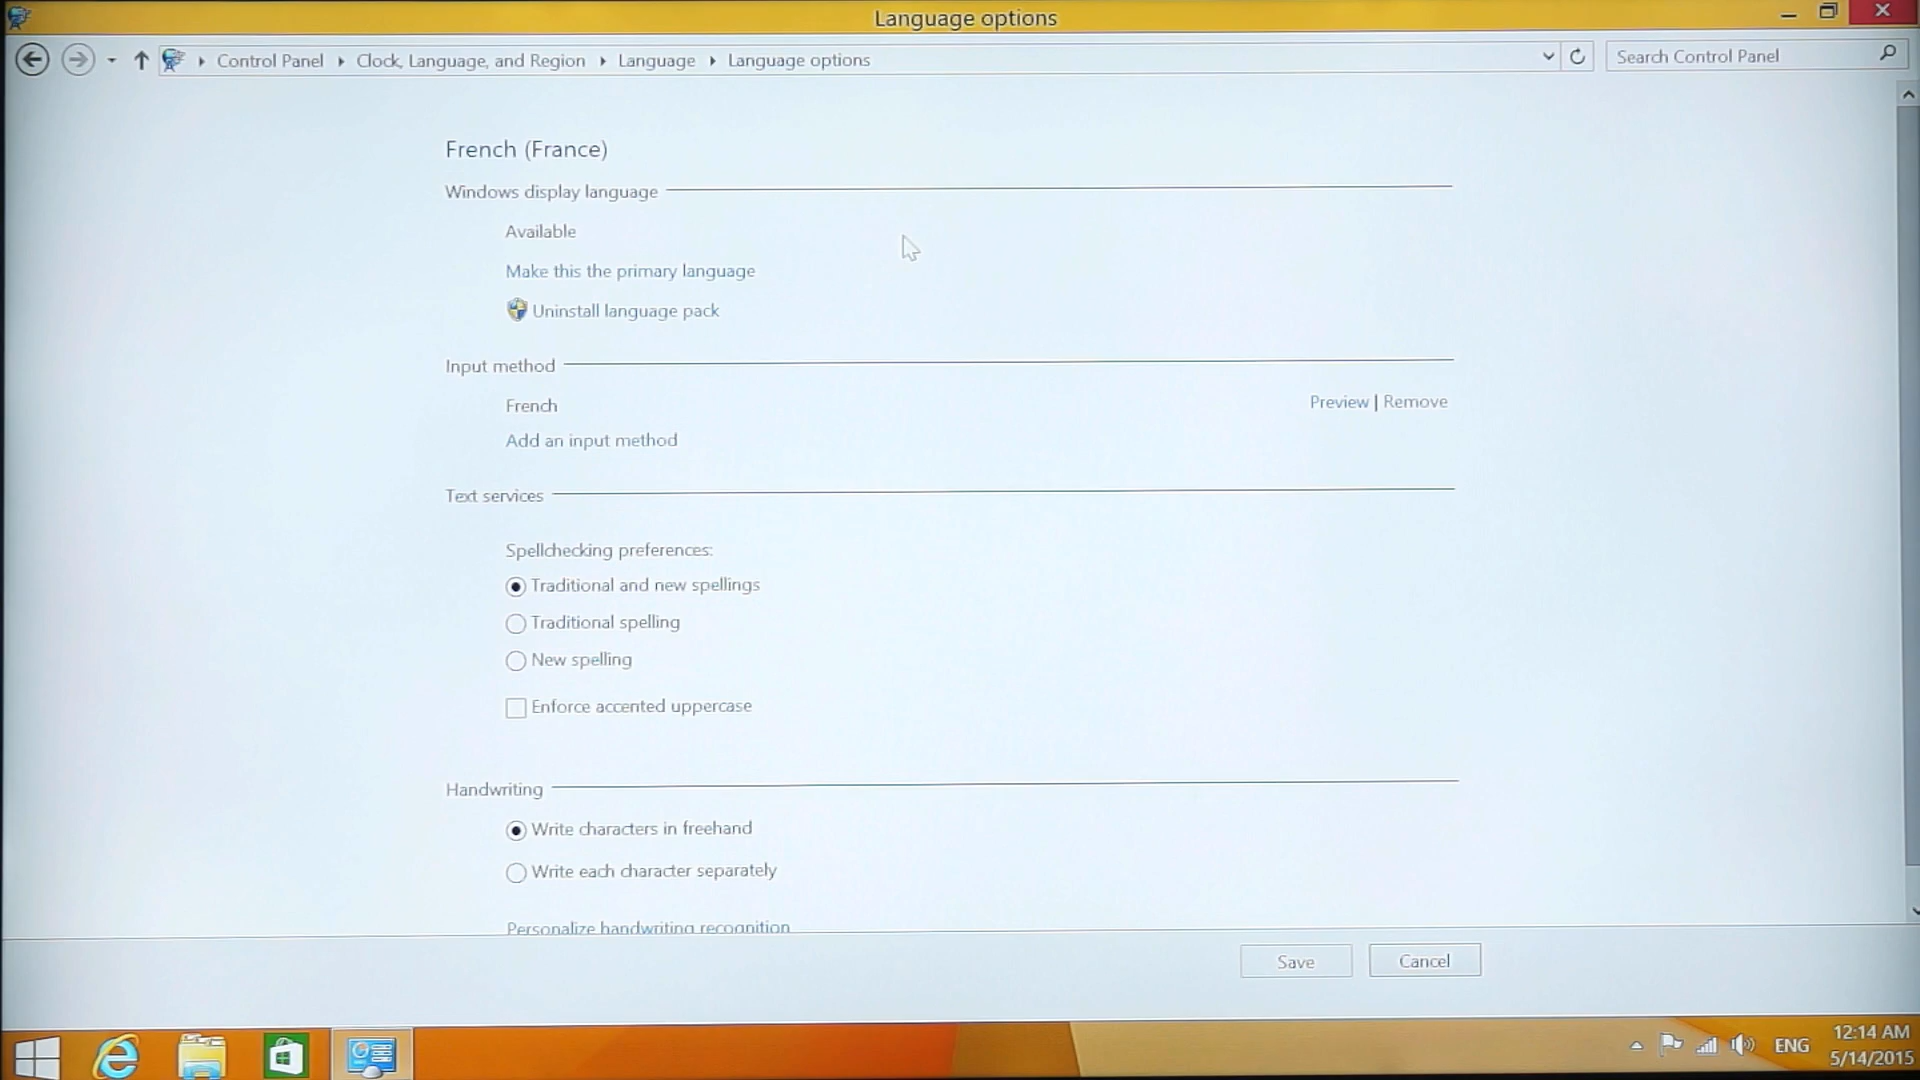 Language options
Control Panel Clock, Language, and Region Language Language options
Search Control Panel
French (France)
Windows display language
Available
Make this the primary language
Uninstall language pack
Input method
French
Preview | Remove
Add an input method
Text services
Spellchecking preferences:
Traditional and new spellings
Traditional spelling
New spelling
Enforce accented uppercase
Handwriting
Write characters in freehand
Write each character separately
Personalize handwriting recognition
Save
Cancel
ENG
12:14 AM
5/14/2015